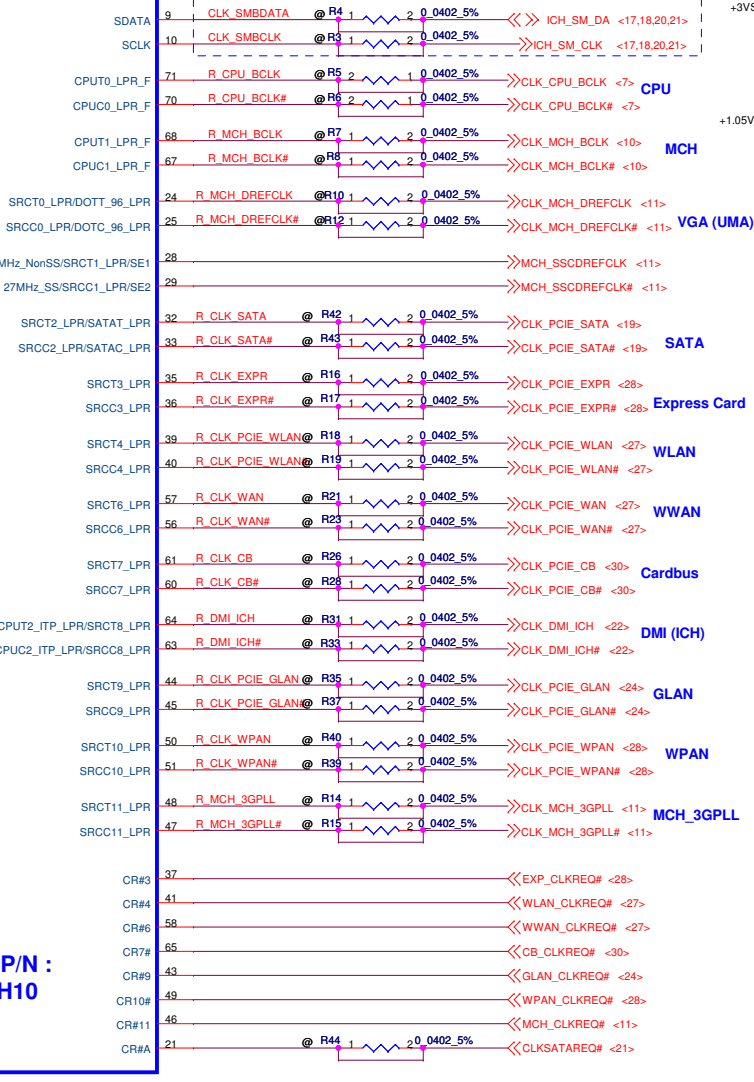 +3VS
SDATA 9 CLK_SMBDATA @ R4 1 2 0_0402_5% ICH_SM_DA <17,18,20,21>
SCLK 10 CLK_SMBCLK @ R3 1 2 0_0402_5% ICH_SM_CLK <17,18,20,21>
CPUT0_LPR_F 71 R_CPU_BCLK @ R5 2 1 0_0402_5% CLK_CPU_BCLK <7>
CPU
CPUC0_LPR_F 70 R_CPU_BCLK# @ R6 2 1 0_0402_5% CLK_CPU_BCLK# <7>
+1.05V
CPUT1_LPR_F 68 R_MCH_BCLK @ R7 1 2 0_0402_5% CLK_MCH_BCLK <10>
MCH
CPUC1_LPR_F 67 R_MCH_BCLK# @ R8 1 2 0_0402_5% CLK_MCH_BCLK# <10>
SRCT0_LPR/DOTT_96_LPR 24 R_MCH_DREFCLK @R10 1 2 0_0402_5% CLK_MCH_DREFCLK <11>
SRCC0_LPR/DOTC_96_LPR 25 R_MCH_DREFCLK# @R12 1 2 0_0402_5% CLK_MCH_DREFCLK# <11> VGA (UMA)
MHz_NonSS/SRCT1_LPR/SE1 28 MCH_SSCDREFCLK <11>
27MHz_SS/SRCC1_LPR/SE2 29 MCH_SSCDREFCLK# <11>
SRCT2_LPR/SATAT_LPR 32 R_CLK_SATA @ R42 1 2 0_0402_5% CLK_PCIE_SATA <19>
SRCC2_LPR/SATAC_LPR 33 R_CLK_SATA# @ R43 1 2 0_0402_5% CLK_PCIE_SATA# <19> SATA
SRCT3_LPR 35 R_CLK_EXPR @ R16 1 2 0_0402_5% CLK_PCIE_EXPR <28>
SRCC3_LPR 36 R_CLK_EXPR# @ R17 1 2 0_0402_5% CLK_PCIE_EXPR# <28> Express Card
SRCT4_LPR 39 R_CLK_PCIE_WLAN @ R18 1 2 0_0402_5% CLK_PCIE_WLAN <27>
WLAN
SRCC4_LPR 40 R_CLK_PCIE_WLAN# @ R19 1 2 0_0402_5% CLK_PCIE_WLAN# <27>
SRCT6_LPR 57 R_CLK_WAN @ R21 1 2 0_0402_5% CLK_PCIE_WAN <27>
WWAN
SRCC6_LPR 56 R_CLK_WAN# @ R23 1 2 0_0402_5% CLK_PCIE_WAN# <27>
SRCT7_LPR 61 R_CLK_CB @ R26 1 2 0_0402_5% CLK_PCIE_CB <30>
Cardbus
SRCC7_LPR 60 R_CLK_CB# @ R28 1 2 0_0402_5% CLK_PCIE_CB# <30>
CPUT2_ITP_LPR/SRCT8_LPR 64 R_DMI_ICH @ R31 1 2 0_0402_5% CLK_DMI_ICH <22>
DMI (ICH)
CPUC2_ITP_LPR/SRCC8_LPR 63 R_DMI_ICH# @ R33 1 2 0_0402_5% CLK_DMI_ICH# <22>
SRCT9_LPR 44 R_CLK_PCIE_GLAN @ R35 1 2 0_0402_5% CLK_PCIE_GLAN <24>
GLAN
SRCC9_LPR 45 R_CLK_PCIE_GLAN# @ R37 1 2 0_0402_5% CLK_PCIE_GLAN# <24>
SRCT10_LPR 50 R_CLK_WPAN @ R40 1 2 0_0402_5% CLK_PCIE_WPAN <28>
WPAN
SRCC10_LPR 51 R_CLK_WPAN# @ R39 1 2 0_0402_5% CLK_PCIE_WPAN# <28>
SRCT11_LPR 48 R_MCH_3GPLL @ R14 1 2 0_0402_5% CLK_MCH_3GPLL <11>
MCH_3GPLL
SRCC11_LPR 47 R_MCH_3GPLL# @ R15 1 2 0_0402_5% CLK_MCH_3GPLL# <11>
CR#3 37 EXP_CLKREQ# <28>
CR#4 41 WLAN_CLKREQ# <27>
CR#6 58 WWAN_CLKREQ# <27>
CR7# 65 CB_CLKREQ# <30>
P/N :
CR#9 43 GLAN_CLKREQ# <24>
H10
CR10# 49 WPAN_CLKREQ# <28>
CR#11 46 MCH_CLKREQ# <11>
CR#A 21 @ R44 1 2 0_0402_5% CLKSATAREQ# <21>